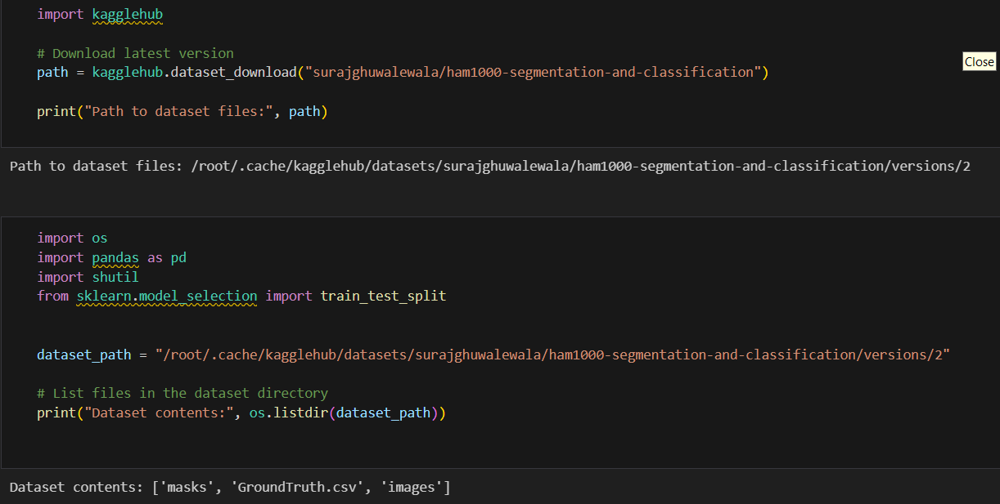 import kagglehub
# Download latest version
Close
path = kagglehub.dataset_download("surajghuwalewala/ham1000-segmentation-and-classification")
print("Path to dataset files:", path)
Path to dataset files: /root/.cache/kagglehub/datasets/surajghuwalewala/ham1000-segmentation-and-classification/versions/2
import os
import pandas as pd
import shutil
from sklearn.model_selection import train_test_split
dataset_path = "/root/.cache/kagglehub/datasets/surajghuwalewala/ham1000-segmentation-and-classification/versions/2"
# List files in the dataset directory
print("Dataset contents:", os.listdir(dataset_path))
Dataset contents: ['masks', 'GroundTruth.csv', 'images']